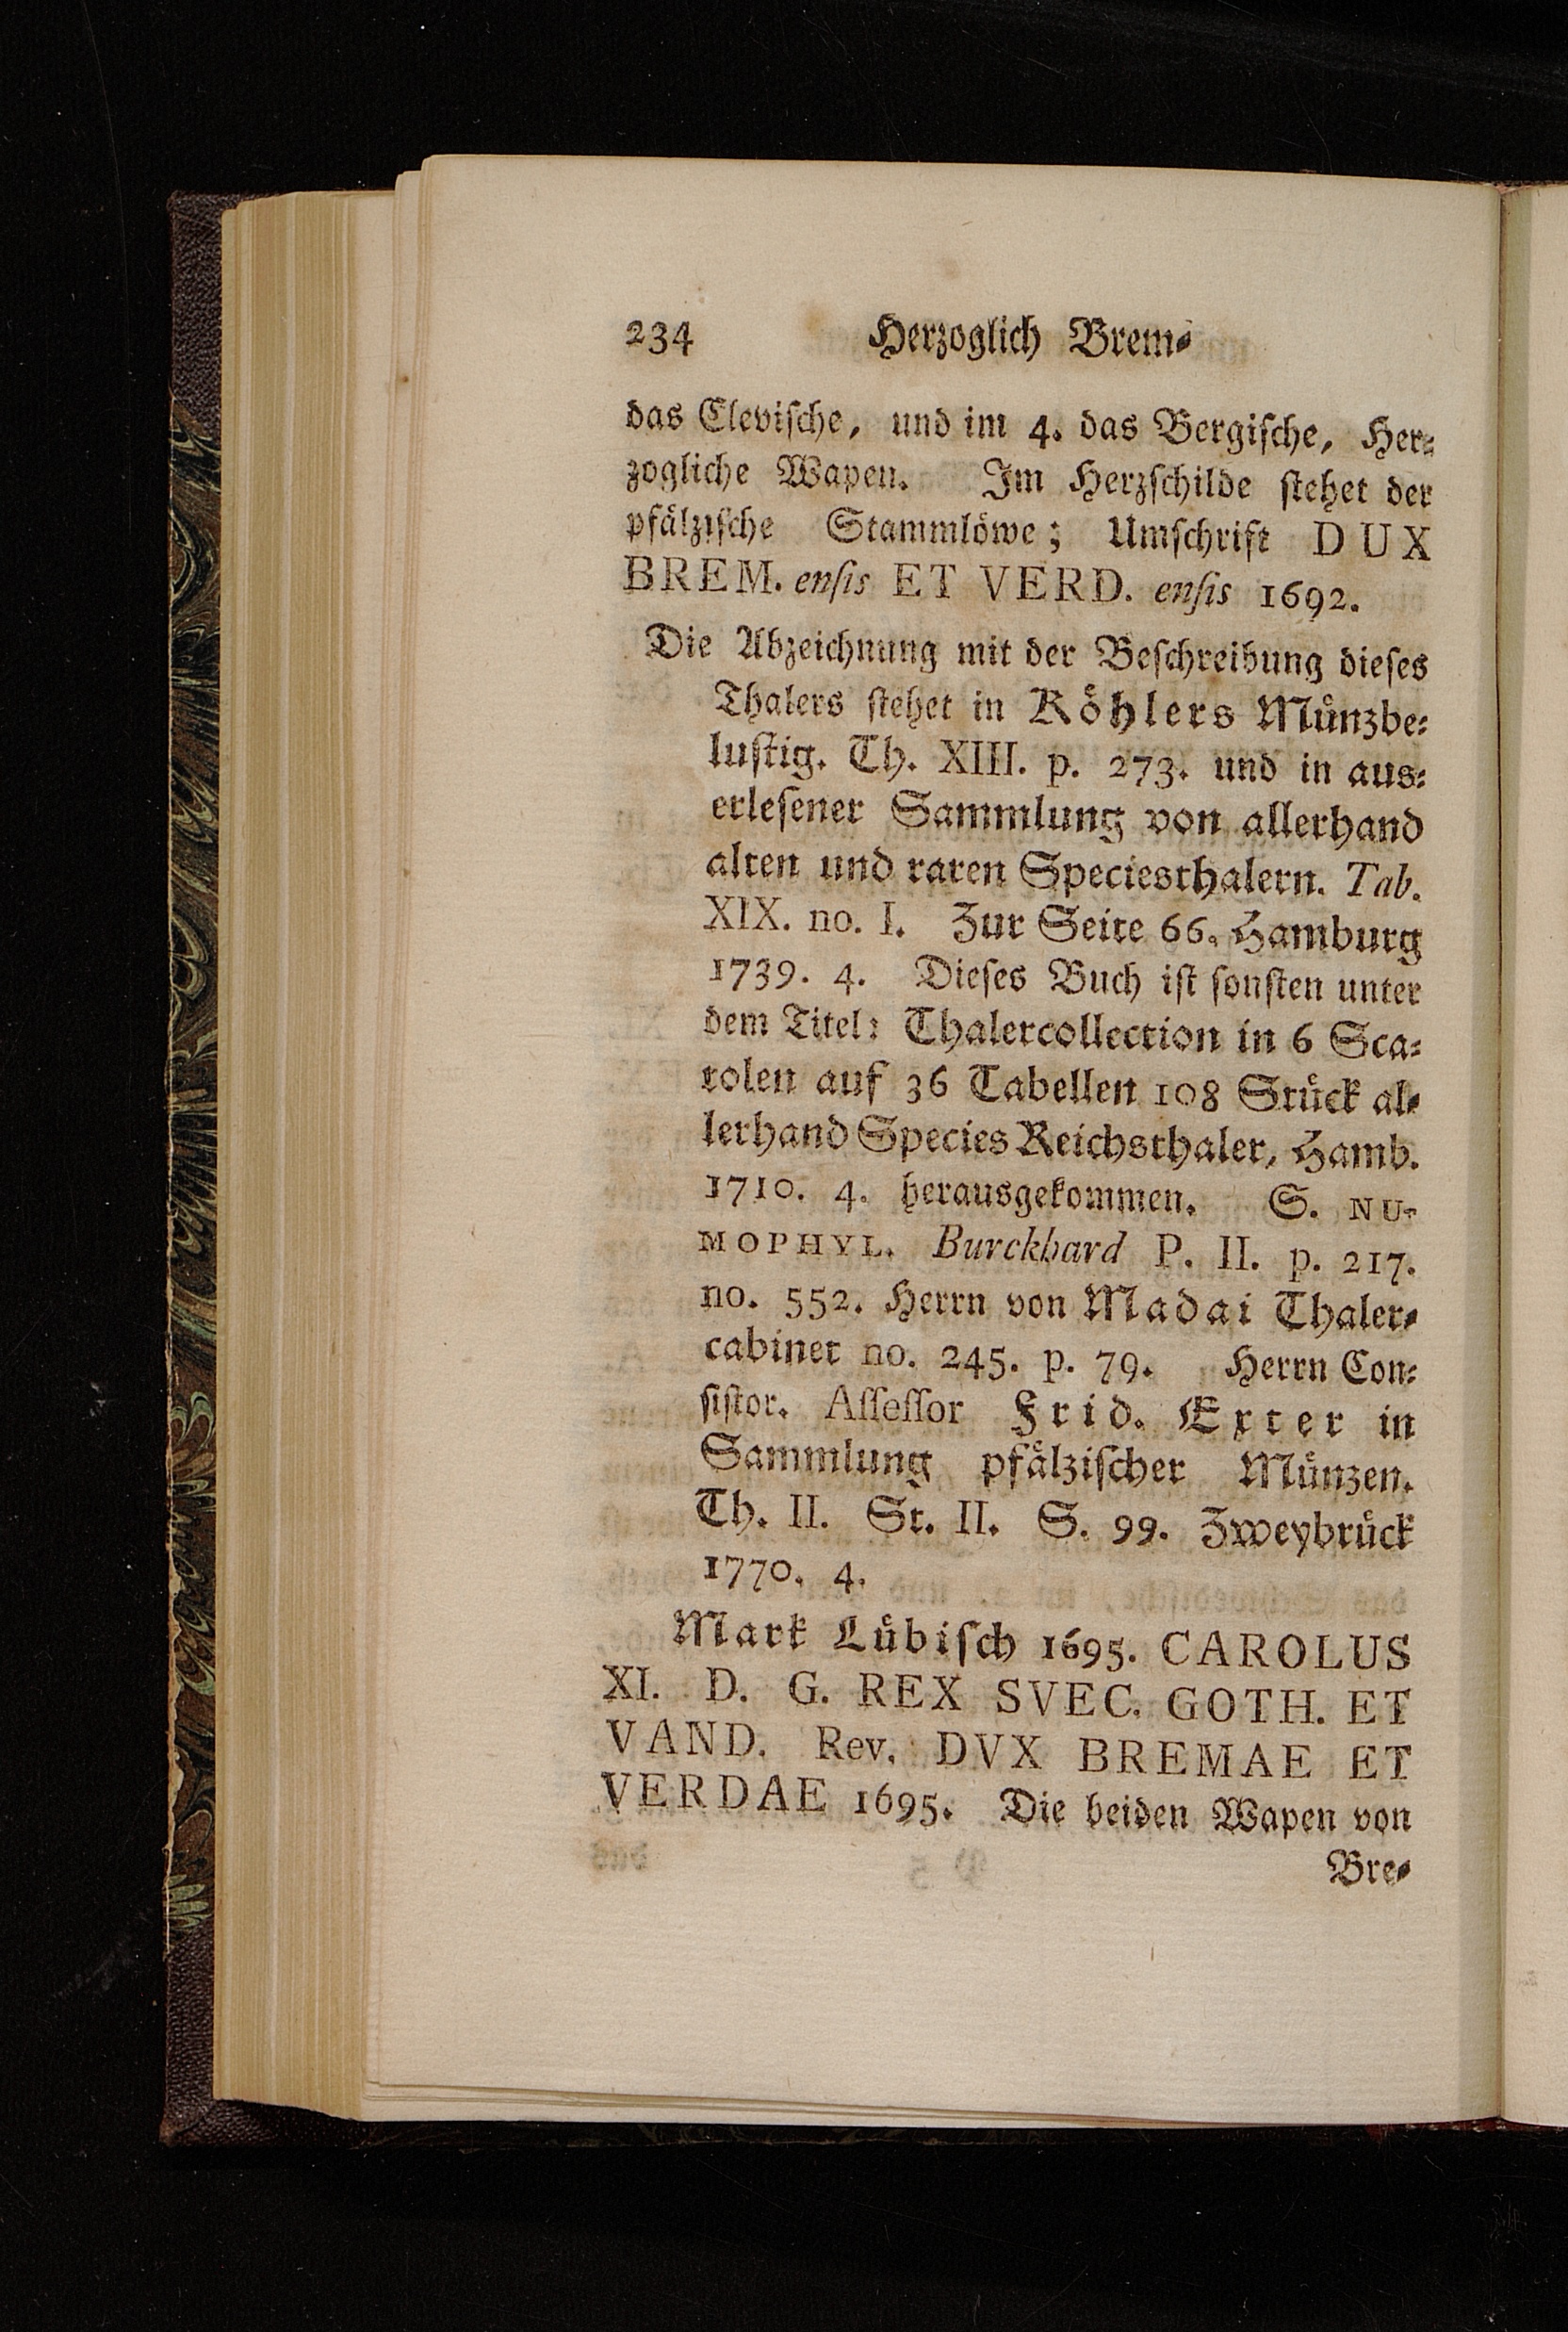 234 Herzoglich Brem⸗
das Clevische, und im 4. das Bergische, Her⸗
zogliche Wapen. Im Herzschilde stehet der
pfälzische Stammlöwe; Umschrift DUX
BREM. ensis ET VERD. ensis 1692.
Die Abzeichnung mit der Beschreibung dieses
Thalers stehet in Köhlers Münzbe⸗
lustig. Th. XIII. p. 273. und in aus⸗
erlesener Sammlung von allerhand
alten und raren Speciesthalern. Tab.
XIX. no. I. Zur Seite 66. Hamburg
1739. 4. Dieses Buch ist sonsten unter
dem Titel: Thalercollection in 6 Sca⸗
tolen auf 36 Tabellen 108 Stück al⸗
lerhand Species Reichsthaler, Hamb.
1710. 4. herausgekommen. S. NU-
MOPHYL. Burckhard P. II. p. 217.
no. 552. Herrn von Madai Thaler⸗
cabinet no. 245. p. 79. Herrn Con⸗
sistor. Assessor Frid. Exter in
Sammlung pfälzischer Münzen.
Th. II. St. II. S. 99. Zweybrück
1770. 4.
Mark Lübisch 1695. CAROLUS
XI. D. G. REX SVEC. GOTH. ET
VAND. Rev. DVX BREMAE ET
VERDAE 1695. Die beiden Wapen von
Bre⸗